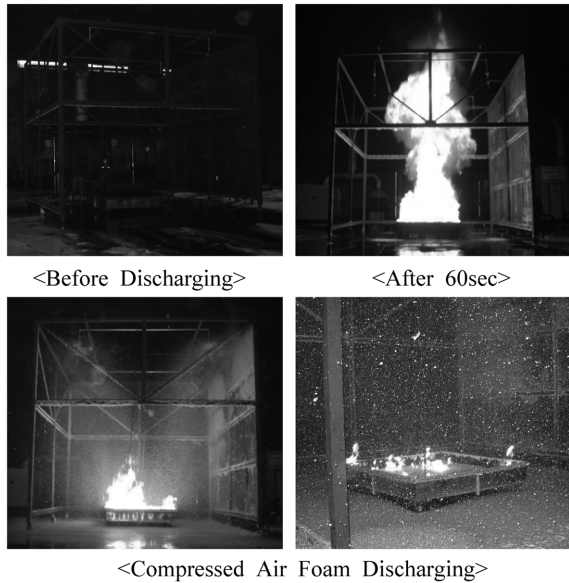 <Before Discharging>
<After 60sec>
<Compressed Air Foam Discharging>